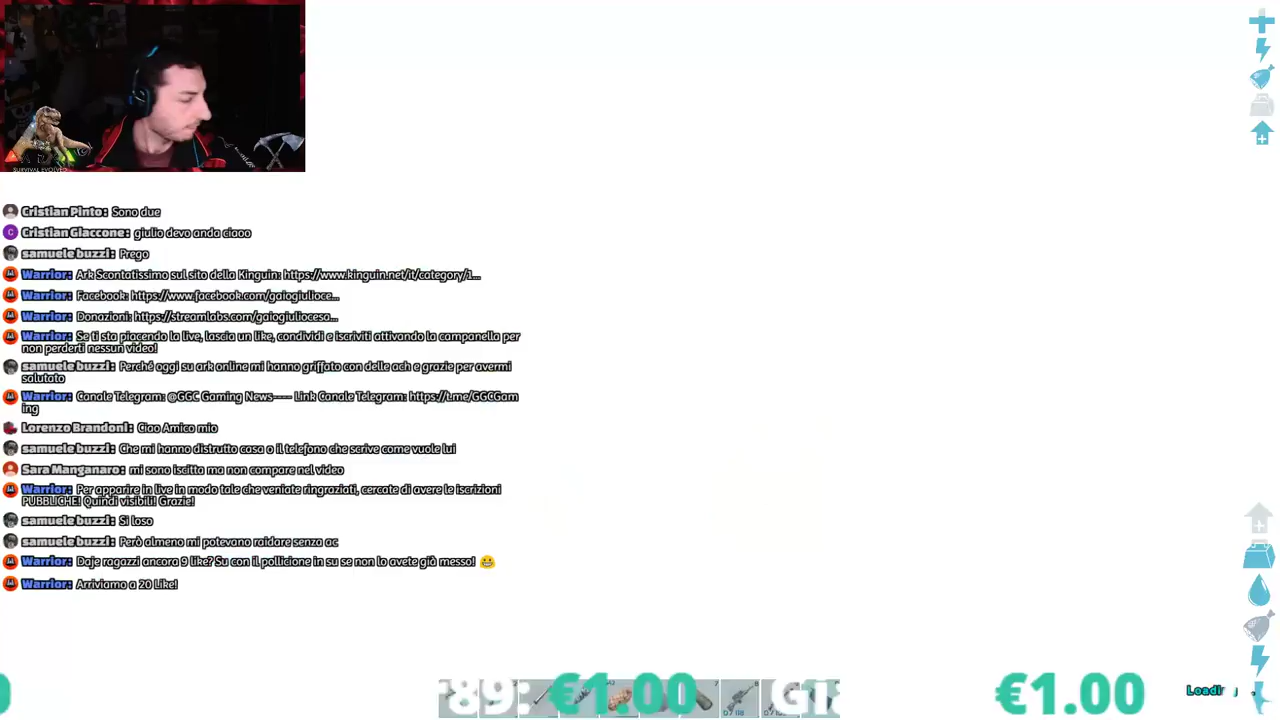 SURVIVAL EVOLVED
Cristian Pinto: Sono due
Cristian Giaccone: giulio devo anda ciaoo
samuele buzzi: Prego
Warrior: Ark Scontatissimo sul sito della Kinguin: https://www.kinguin.net/it/category/1...
Warrior: Facebook: https://www.facebook.com/gaiogiulioce...
Warrior: Donazioni: https://streamlabs.com/gaiogiuliocesa...
Warrior: Se ti sta piacendo la live, lascia un like, condividi e iscriviti attivando la campanella per
non perderti nessun video!
samuele buzzi: Perché oggi su ark online mi hanno griffato con delle ach e grazie per avermi
salutato
Warrior: Canale Telegram: @GGC Gaming News---- Link Canale Telegram: https://t.me/GGCGam
ing
Lorenzo Brandoni: Ciao Amico mio
samuele buzzi: Che mi hanno distrutto casa o il telefono che scrive come vuole lui
Sara Manganaro: mi sono iscitta ma non compare nel video
Warrior: Per apparire in live in modo tale che veniate ringraziati, cercate di avere le iscrizioni
PUBBLICHE! Quindi visibili! Grazie!
samuele buzzi: Si loso
samuele buzzi: Però almeno mi potevano raidare senza ac
Warrior: Daje ragazzi ancora 9 like? Su con il pollicione in su se non lo avete già messo! 😀
Warrior: Arriviamo a 20 Like!
r89: €1.00 Gi €1.00